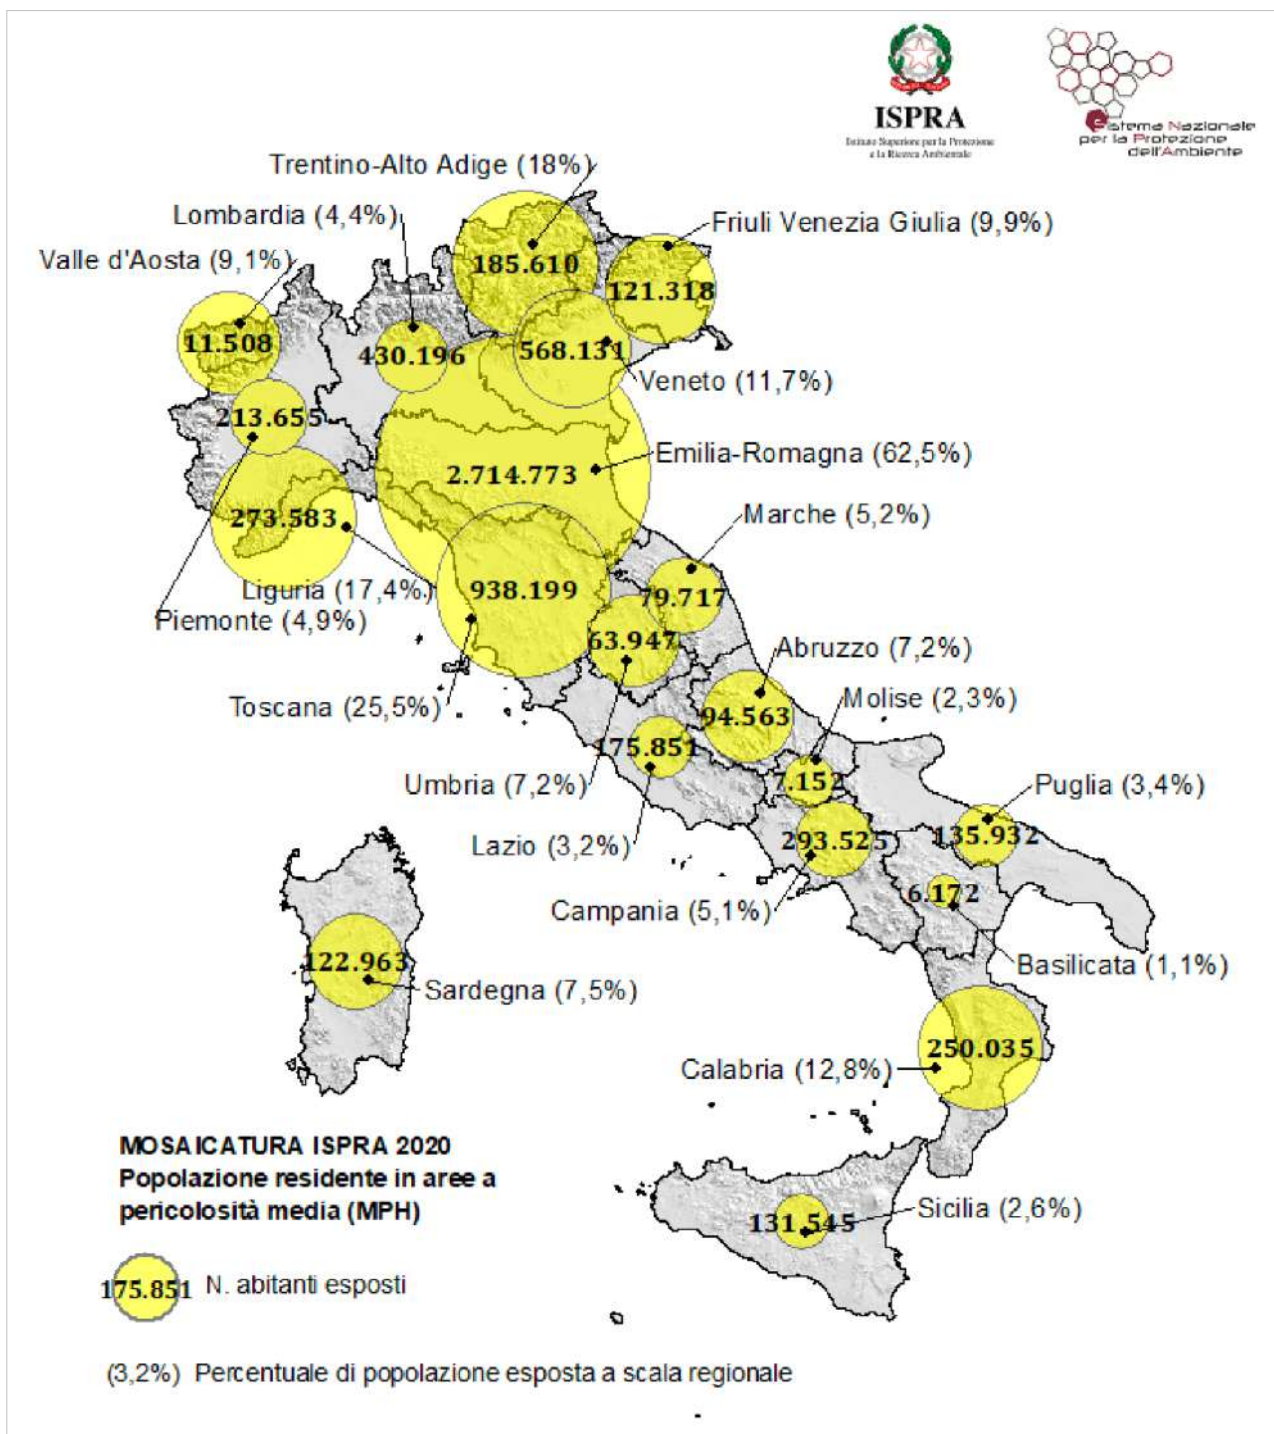 ISPRA
Istituto Superiore per la Protezione
e la Ricerca Ambientale
Sistema Nazionale
per la Protezione
dell'Ambiente
Trentino-Alto Adige (18%)
Lombardia (4,4%)
Friuli Venezia Giulia (9,9%)
Valle d'Aosta (9,1%)
185.610
121.318
11.508
430.196
568.131
Veneto (11,7%)
213.655
Emilia-Romagna (62,5%)
2.714.773
Marche (5,2%)
273.583
Liguria (17,4%)
938.199
79.717
Piemonte (4,9%)
63.947
Abruzzo (7,2%)
Toscana (25,5%)
Molise (2,3%)
94.563
175.851
Umbria (7,2%)
7.152
Puglia (3,4%)
Lazio (3,2%)
293.525
135.932
6.172
Campania (5,1%)
122.963
Basilicata (1,1%)
Sardegna (7,5%)
250.035
Calabria (12,8%)
MOSAICATURA ISPRA 2020
Popolazione residente in aree a
pericolosità media (MPH)
131.545
Sicilia (2,6%)
175.851 N. abitanti esposti
(3,2%) Percentuale di popolazione esposta a scala regionale